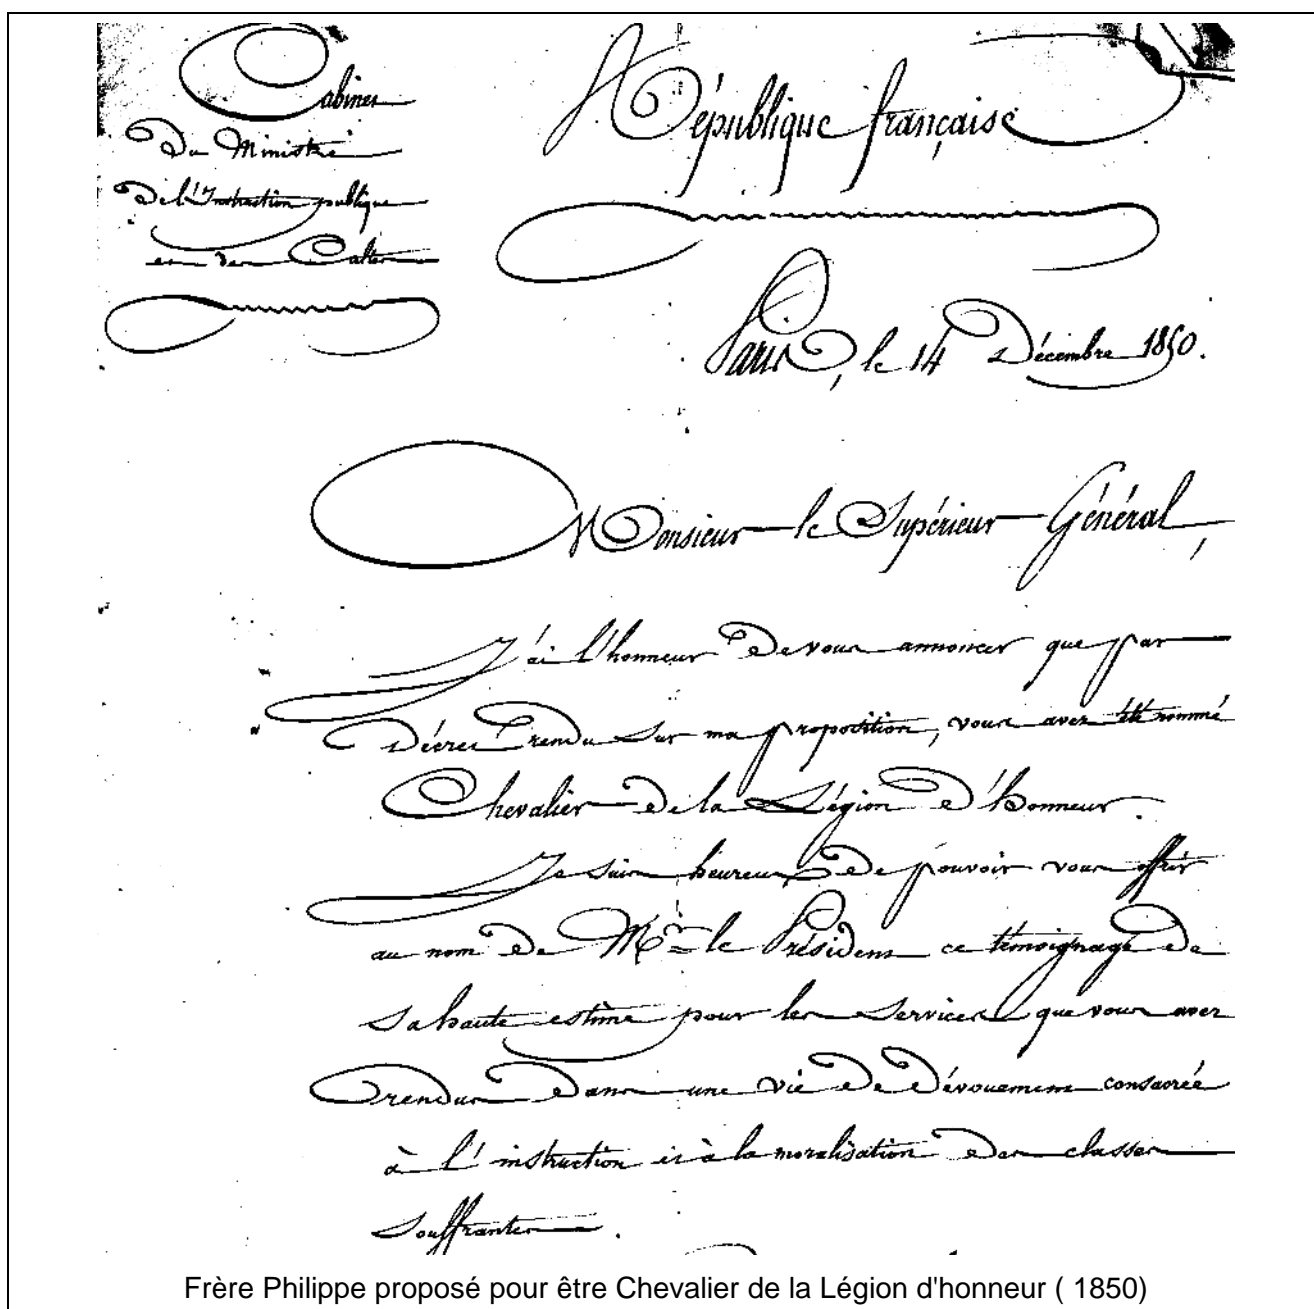 Cabinet
Du Ministre
De l'Instruction publique
et des Cultes
République française
Paris, le 14 Décembre 1850.
Monsieur le Supérieur Général,
J'ai l'honneur de vous annoncer que par
Décret rendu sur ma proposition, vous avez été nommé
Chevalier de la Légion d'honneur.
Je suis heureux de pouvoir vous offrir
au nom de Mr le Président ce témoignage de
sa haute estime pour les services que vous avez
rendus dans une vie de dévouement consacrée
à l'instruction et à la moralisation des classes
souffrantes.
Frère Philippe proposé pour être Chevalier de la Légion d'honneur ( 1850)